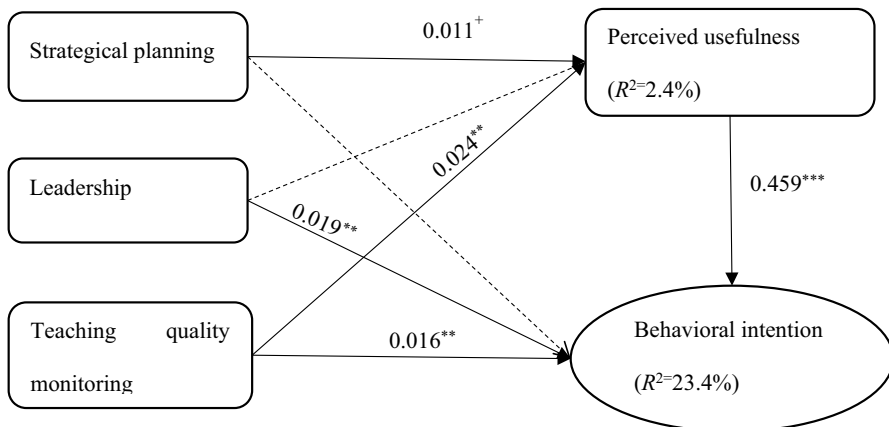 Strategical planning
0.011+
Perceived usefulness
(R²⁼2.4%)
Leadership
0.024**
0.459***
0.019**
Teaching quality
monitoring
0.016**
Behavioral intention
(R²⁼23.4%)